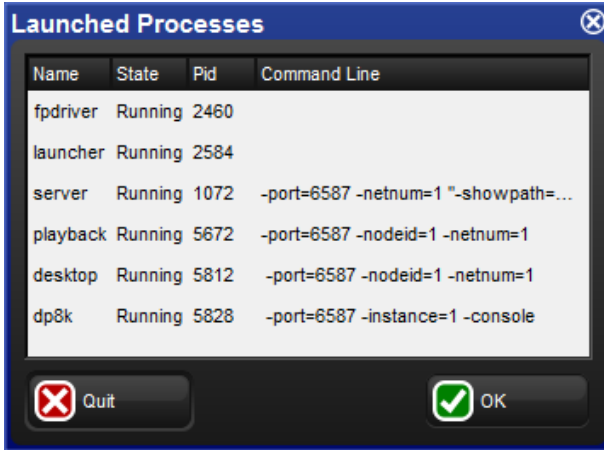 Launched Processes
Name State Pid Command Line
fpdriver Running 2460
launcher Running 2584
server Running 1072 -port=6587 -netnum=1 "-showpath=...
playback Running 5672 -port=6587 -nodeid=1 -netnum=1
desktop Running 5812 -port=6587 -nodeid=1 -netnum=1
dp8k Running 5828 -port=6587 -instance=1 -console
Quit OK